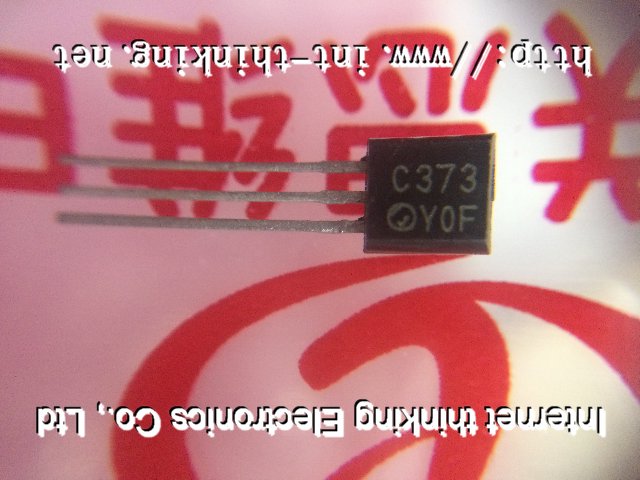 http://www.int-thinking.net
C373
Y0F
Internet thinking Electronics Co., Ltd